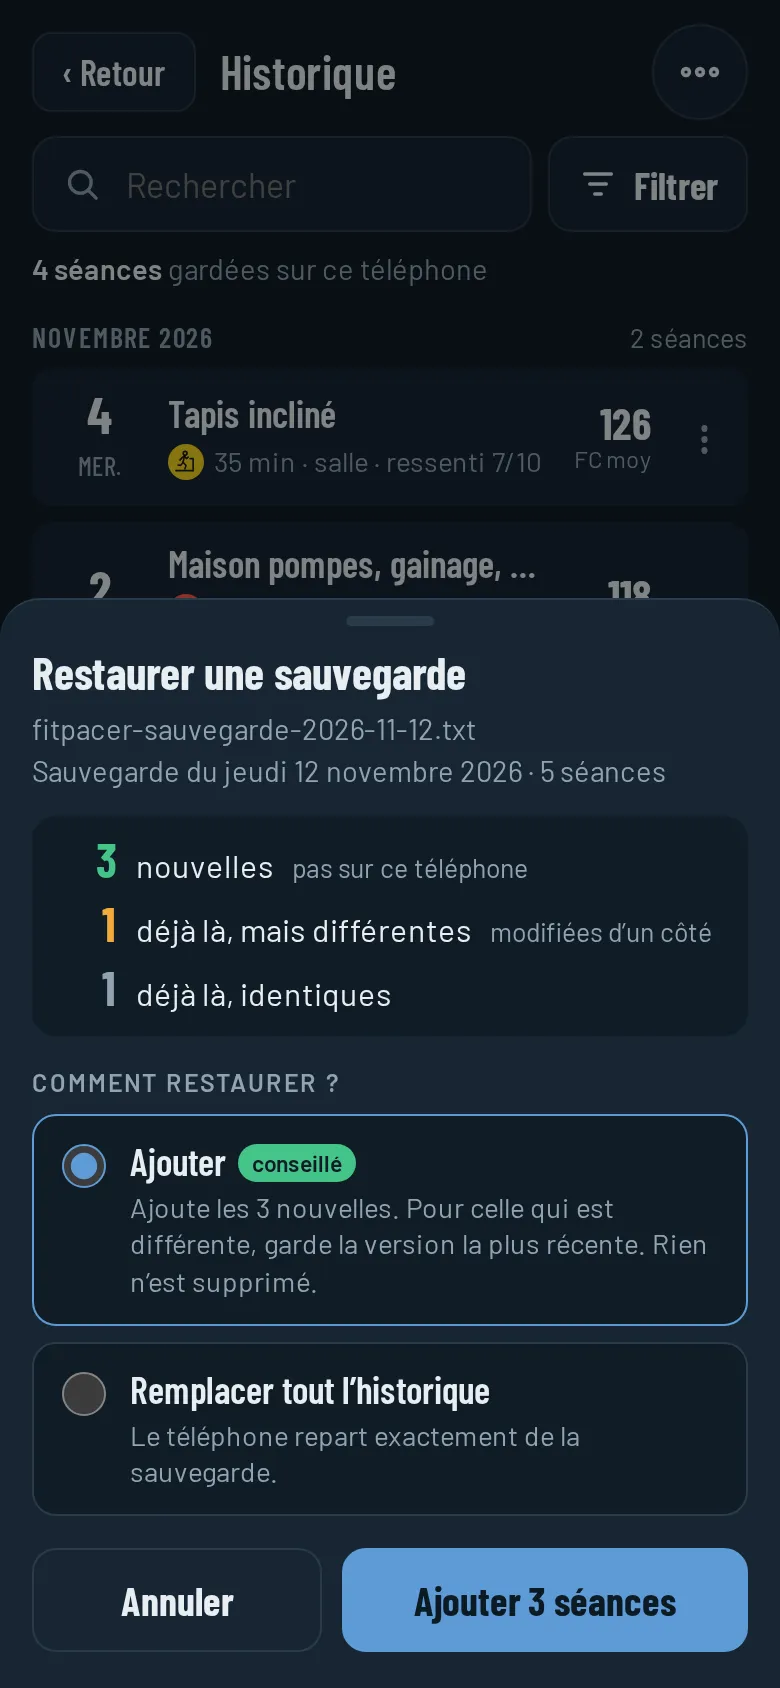 ‹ Retour
Historique
Rechercher
Filtrer
4 séances gardées sur ce téléphone
NOVEMBRE 2026
2 séances
4
MER.
Tapis incliné
35 min · salle · ressenti 7/10
126
FC moy
2
Maison pompes, gainage, ...
118
Restaurer une sauvegarde
fitpacer-sauvegarde-2026-11-12.txt
Sauvegarde du jeudi 12 novembre 2026 · 5 séances
3 nouvelles pas sur ce téléphone
1 déjà là, mais différentes modifiées d’un côté
1 déjà là, identiques
COMMENT RESTAURER ?
Ajouter conseillé
Ajoute les 3 nouvelles. Pour celle qui est
différente, garde la version la plus récente. Rien
n’est supprimé.
Remplacer tout l’historique
Le téléphone repart exactement de la
sauvegarde.
Annuler
Ajouter 3 séances